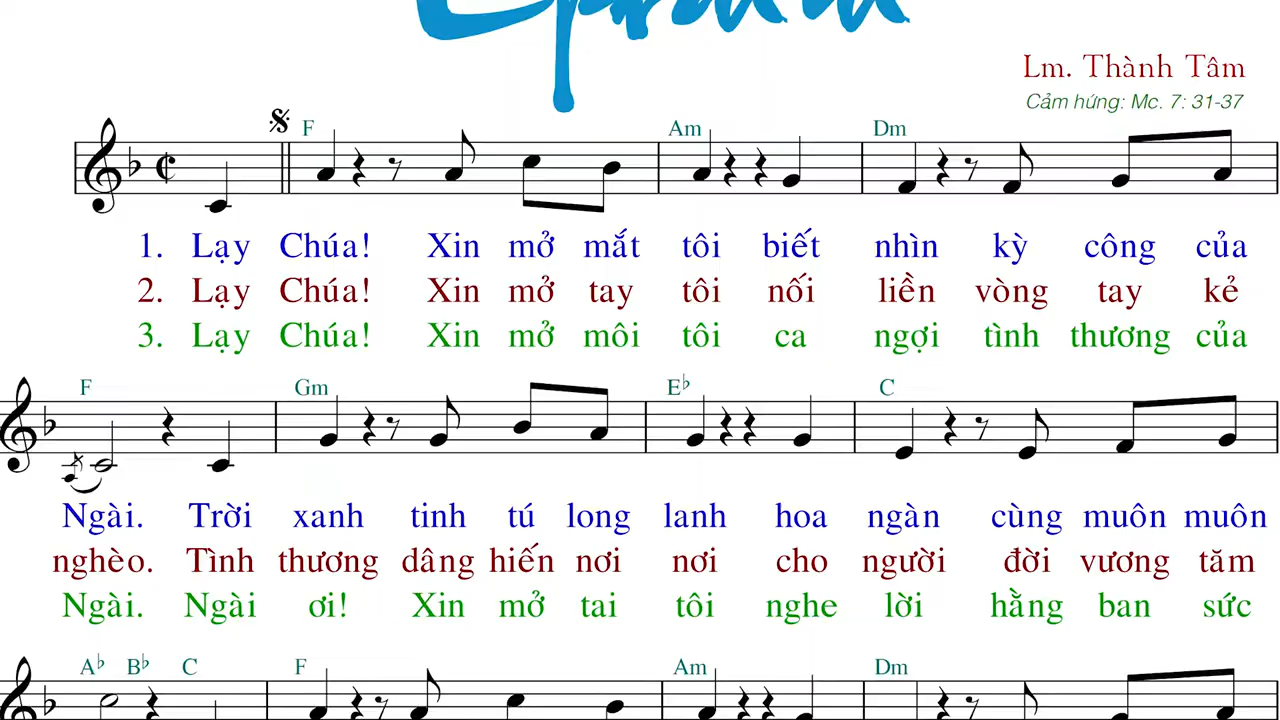 Lm. Thành Tâm
Cảm hứng: Mc. 7: 31-37
F Am Dm
1. Lạy Chúa! Xin mở mắt tôi biết nhìn kỳ công của
2. Lạy Chúa! Xin mở tay tôi nối liền vòng tay kẻ
3. Lạy Chúa! Xin mở môi tôi ca ngợi tình thương của
F Gm E♭ C
Ngài. Trời xanh tinh tú long lanh hoa ngàn cùng muôn muôn
nghèo. Tình thương dâng hiến nơi nơi cho người đời vương tăm
Ngài. Ngài ơi! Xin mở tai tôi nghe lời hằng ban sức
A♭ B♭ C F Am Dm